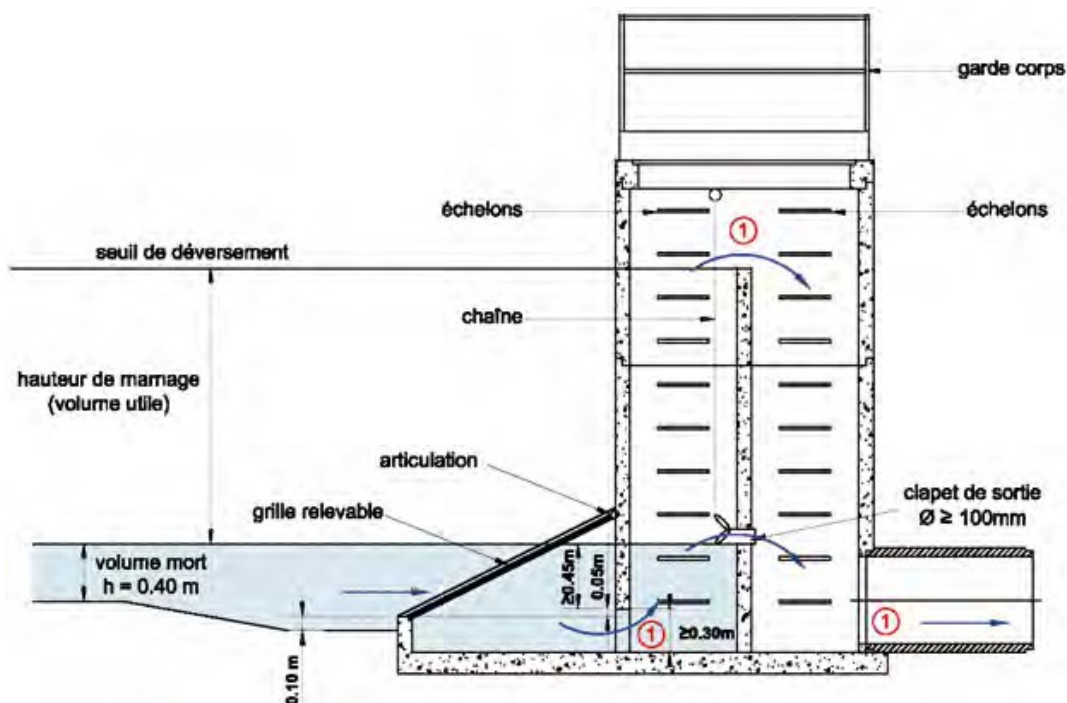 garde corps
échelons
échelons
1
seuil de déversement
chaîne
hauteur de marnage
(volume utile)
articulation
grille relevable
clapet de sortie
Ø ≥ 100mm
volume mort
h = 0.40 m
≥0.45m
0.05m
1
≥0.30m
1
0.10 m